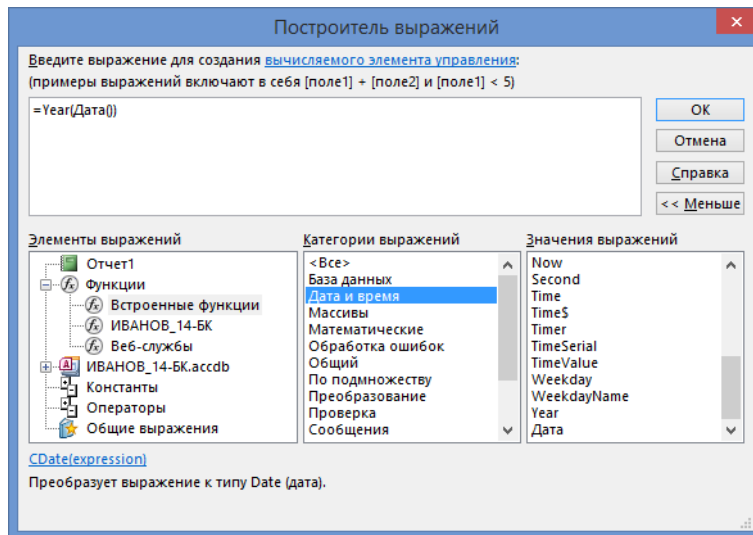 Построитель выражений
Введите выражение для создания вычисляемого элемента управления:
(примеры выражений включают в себя [поле1] + [поле2] и [поле1] < 5)
=Year(Дата())
ОК
Отмена
Справка
<< Меньше
Элементы выражений
Отчет1
Функции
Встроенные функции
ИВАНОВ_14-БК
Веб-службы
ИВАНОВ_14-БК.accdb
Константы
Операторы
Общие выражения
Категории выражений
<Все>
База данных
Дата и время
Массивы
Математические
Обработка ошибок
Общий
По подмножеству
Преобразование
Проверка
Сообщения
Значения выражений
Now
Second
Time
Time$
Timer
TimeSerial
TimeValue
Weekday
WeekdayName
Year
Дата
CDate(expression)
Преобразует выражение к типу Date (дата).